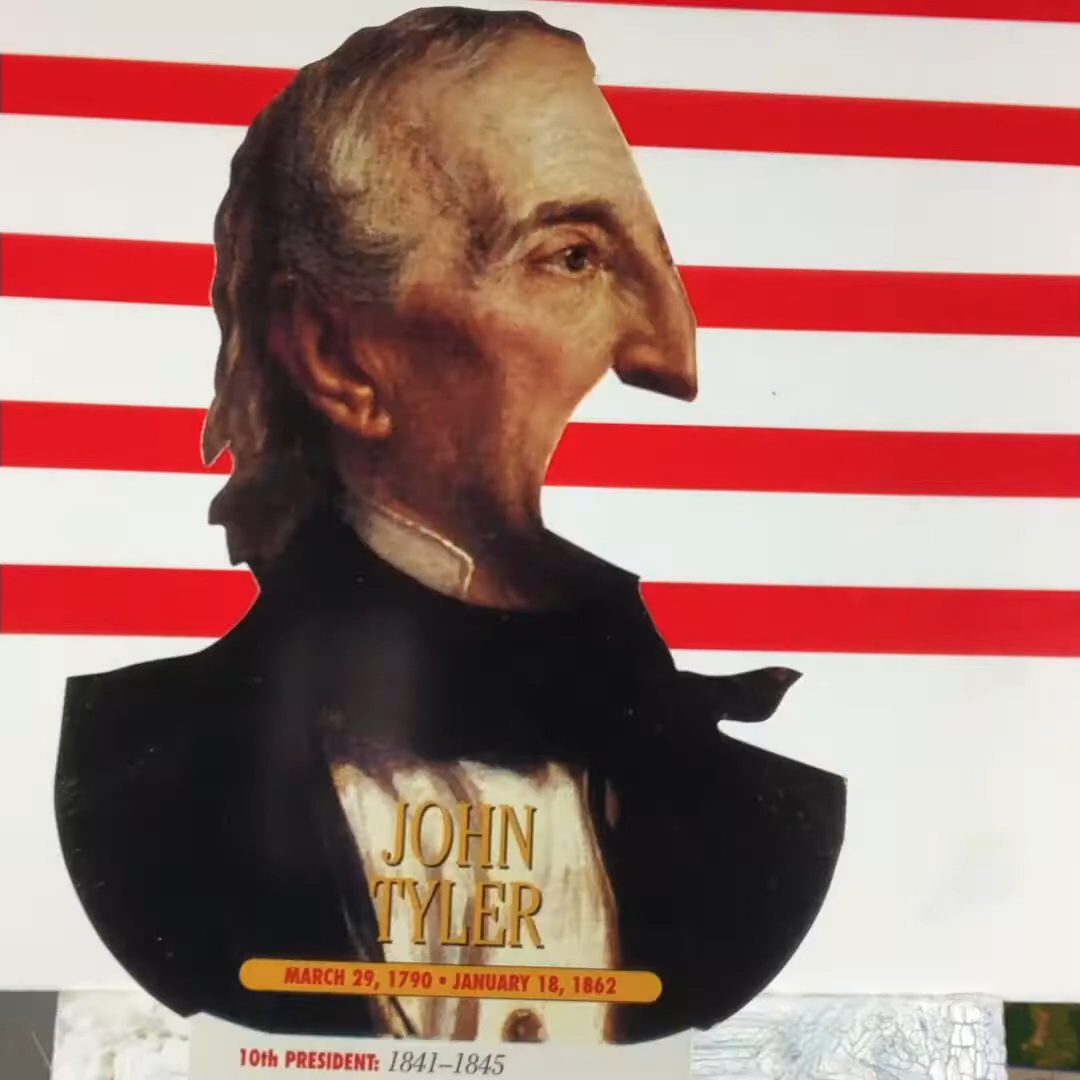 JOHN
TYLER
MARCH 29, 1790 • JANUARY 18, 1862
10th PRESIDENT: 1841–1845